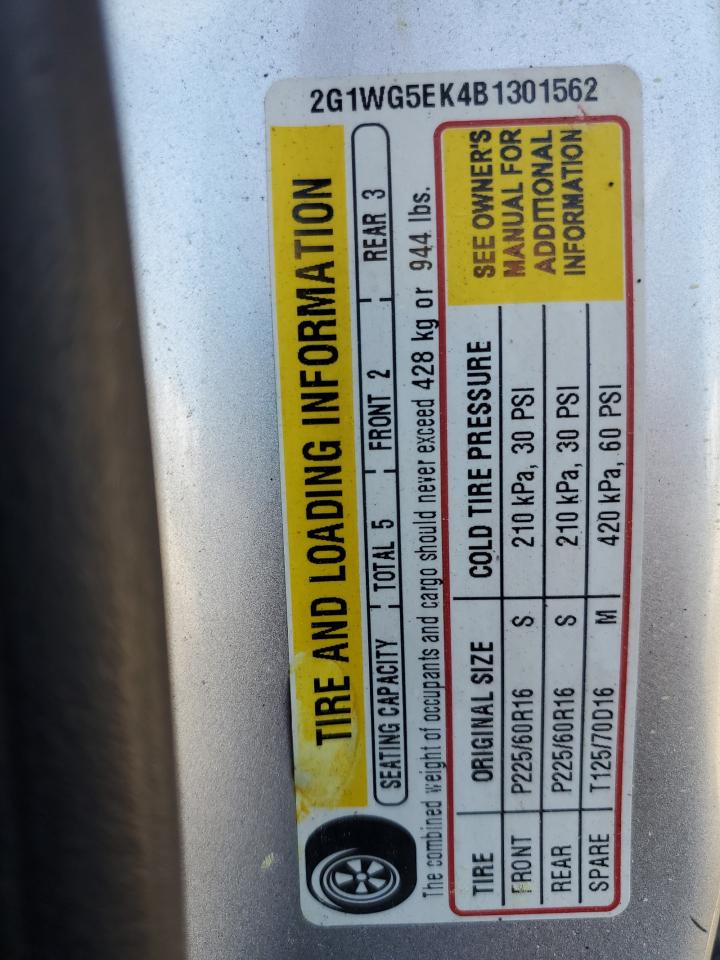 2G1WG5EK4B1301562
TIRE AND LOADING INFORMATION
SEATING CAPACITY TOTAL 5 FRONT 2 REAR 3
The combined weight of occupants and cargo should never exceed 428 kg or 944 lbs.
TIRE ORIGINAL SIZE COLD TIRE PRESSURE
FRONT P225/60R16 S 210 kPa, 30 PSI
REAR P225/60R16 S 210 kPa, 30 PSI
SPARE T125/70D16 M 420 kPa, 60 PSI
SEE OWNER'S
MANUAL FOR
ADDITIONAL
INFORMATION